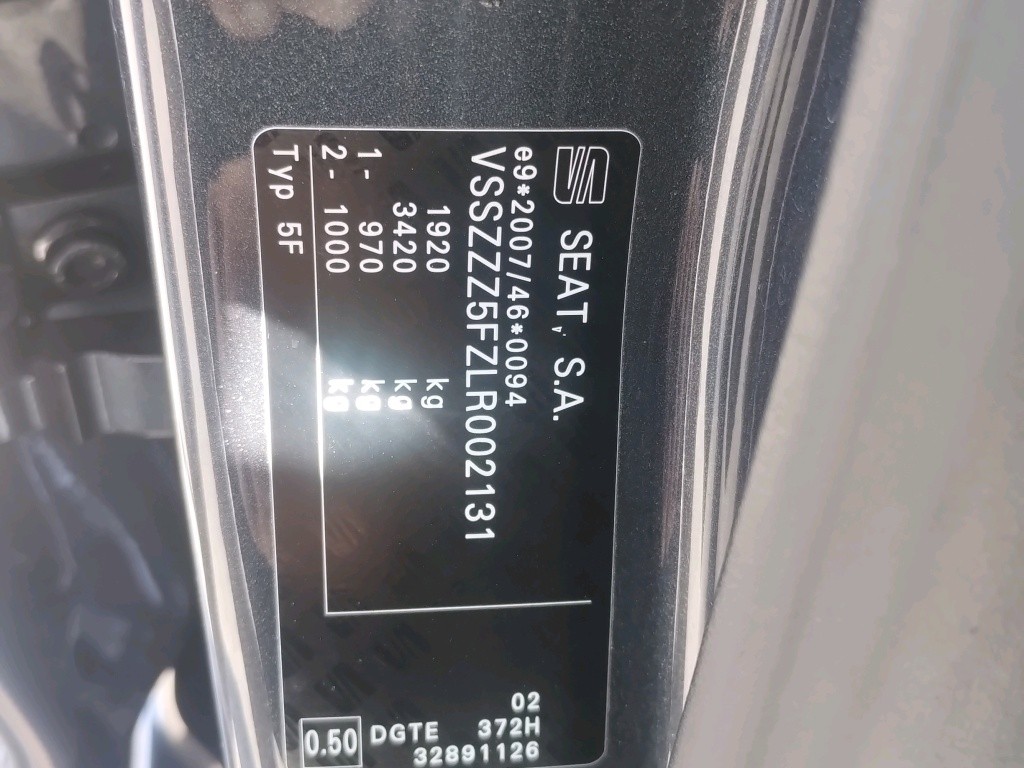 SEAT, S.A.
e9*2007/46*0094
VSSZZZ5FZLR002131
1920 kg
3420 kg
1- 970 kg
2- 1000 kg
Typ 5F
02
372H
DGTE
32891126
0.50